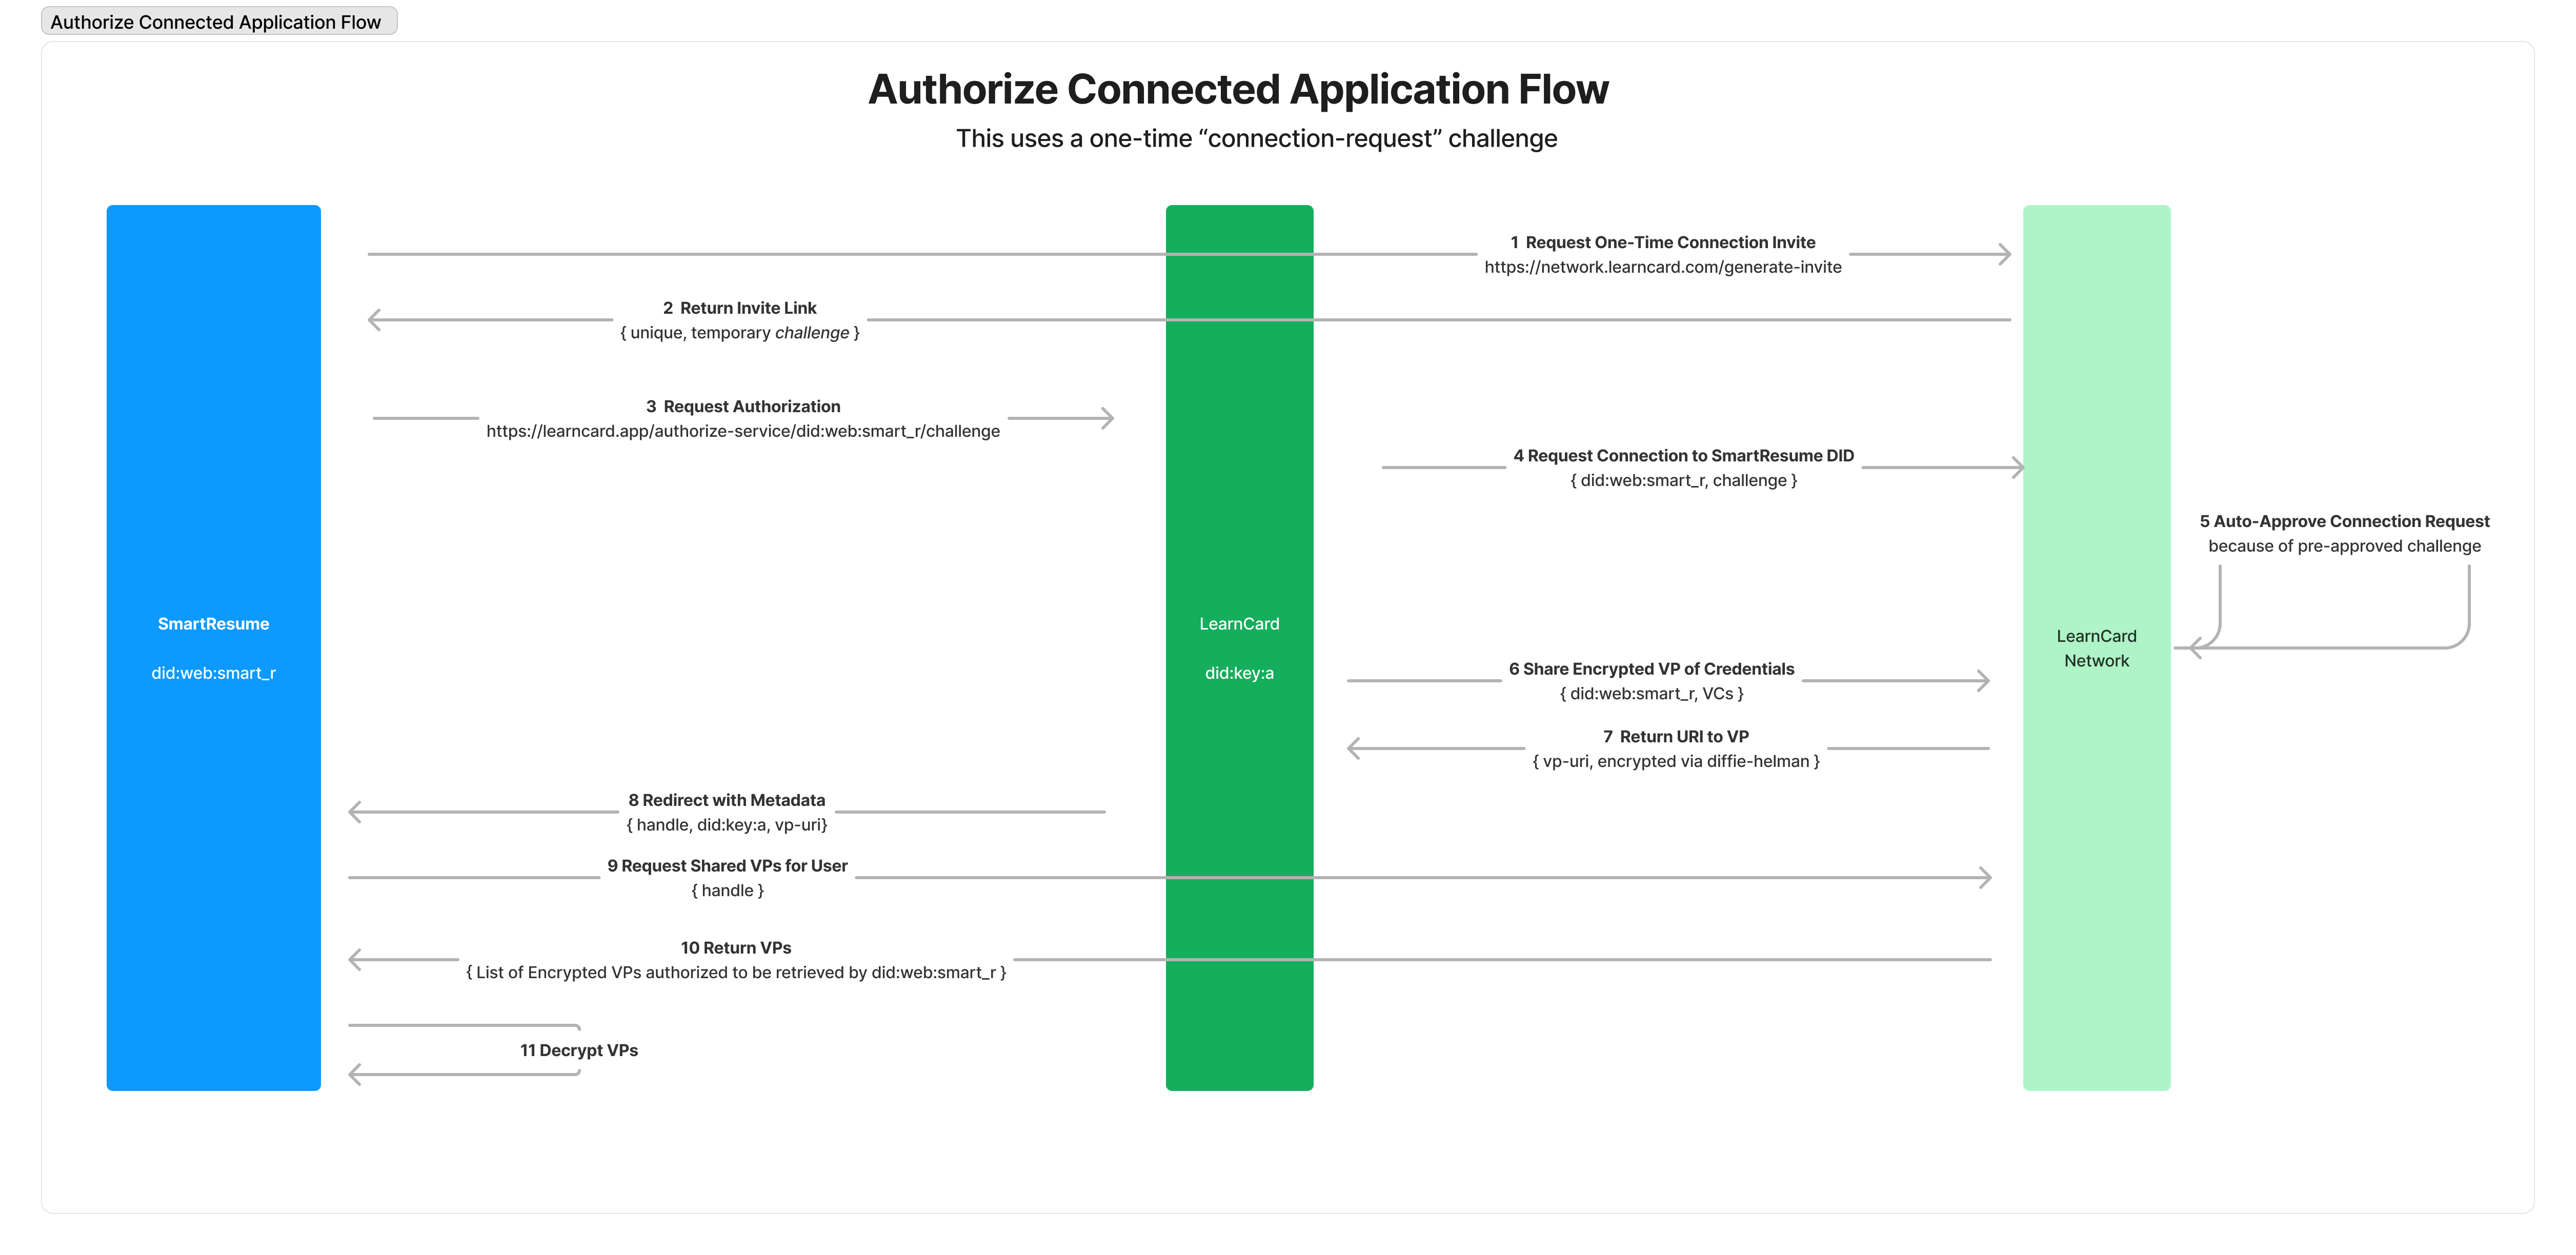 Authorize Connected Application Flow
Authorize Connected Application Flow
This uses a one-time “connection-request” challenge
1 Request One-Time Connection Invite
https://network.learncard.com/generate-invite
2 Return Invite Link
{ unique, temporary challenge }
3 Request Authorization
https://learncard.app/authorize-service/did:web:smart_r/challenge
4 Request Connection to SmartResume DID
{ did:web:smart_r, challenge }
5 Auto-Approve Connection Request
because of pre-approved challenge
SmartResume
did:web:smart_r
LearnCard
did:key:a
LearnCard
Network
6 Share Encrypted VP of Credentials
{ did:web:smart_r, VCs }
7 Return URI to VP
{ vp-uri, encrypted via diffie-helman }
8 Redirect with Metadata
{ handle, did:key:a, vp-uri}
9 Request Shared VPs for User
{ handle }
10 Return VPs
{ List of Encrypted VPs authorized to be retrieved by did:web:smart_r }
11 Decrypt VPs